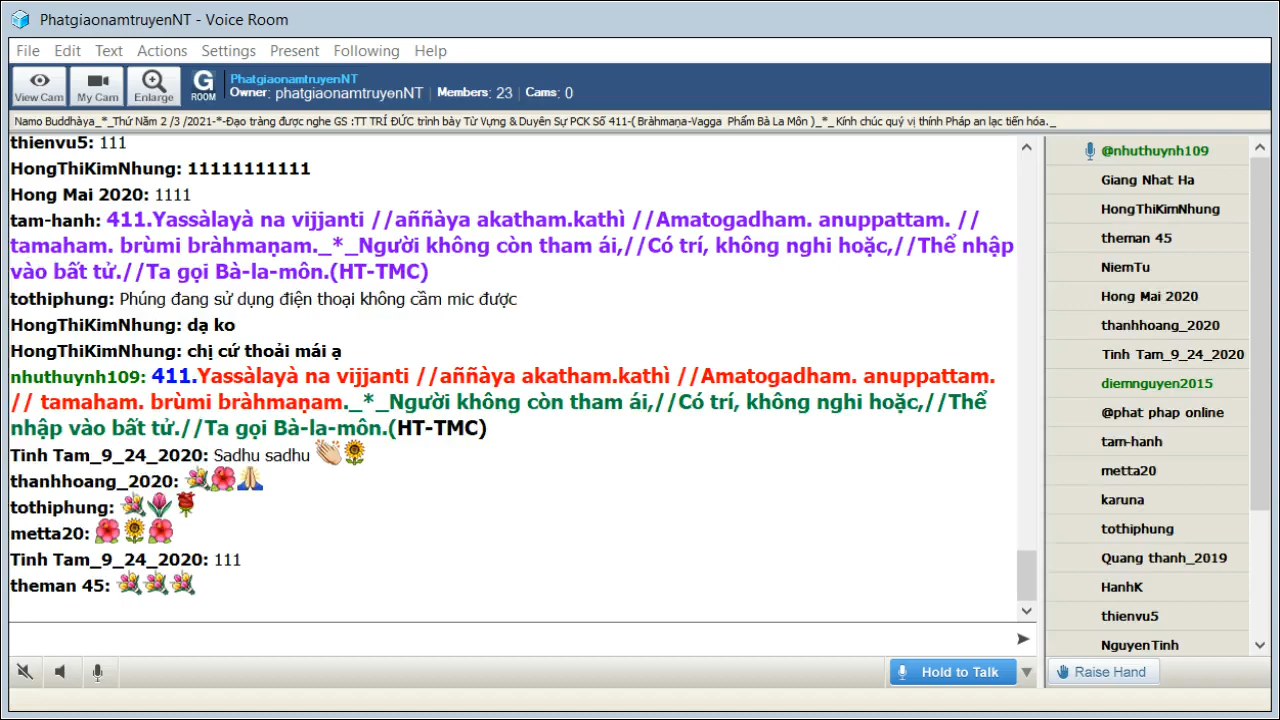 PhatgiaonamtruyenNT - Voice Room
File Edit Text Actions Settings Present Following Help
View Cam My Cam Enlarge G ROOM
PhatgiaonamtruyenNT
Owner: phatgiaonamtruyenNT | Members: 23 | Cams: 0
Namo Buddhàya_*_Thứ Năm 2 /3 /2021-*-Đạo tràng được nghe GS :TT TRÍ ĐỨC trình bày Từ Vựng & Duyên Sự PCK Số 411-( Bràhmaṇa-Vagga Phẩm Bà La Môn )_*_ Kính chúc quý vị thính Pháp an lạc tiến hóa._
thienvu5: 111
HongThiKimNhung: 11111111111
Hong Mai 2020: 1111
tam-hanh: 411.Yassàlayà na vijjanti //aññàya akatham.kathì //Amatogadham. anuppattam. //
tamaham. brùmi bràhmaṇam._*_Người không còn tham ái,//Có trí, không nghi hoặc,//Thể nhập
vào bất tử.//Ta gọi Bà-la-môn.(HT-TMC)
tothiphung: Phúng đang sử dụng điện thoại không cầm mic được
HongThiKimNhung: dạ ko
HongThiKimNhung: chị cứ thoải mái ạ
nhuthuynh109: 411.Yassàlayà na vijjanti //aññàya akatham.kathì //Amatogadham. anuppattam.
// tamaham. brùmi bràhmaṇam._*_Người không còn tham ái,//Có trí, không nghi hoặc,//Thể
nhập vào bất tử.//Ta gọi Bà-la-môn.(HT-TMC)
Tinh Tam_9_24_2020: Sadhu sadhu
thanhhoang_2020:
tothiphung:
metta20:
Tinh Tam_9_24_2020: 111
theman 45:
@nhuthuynh109
Giang Nhat Ha
HongThiKimNhung
theman 45
NiemTu
Hong Mai 2020
thanhhoang_2020
Tinh Tam_9_24_2020
diemnguyen2015
@phat phap online
tam-hanh
metta20
karuna
tothiphung
Quang thanh_2019
HanhK
thienvu5
NguyenTinh
Hold to Talk
Raise Hand